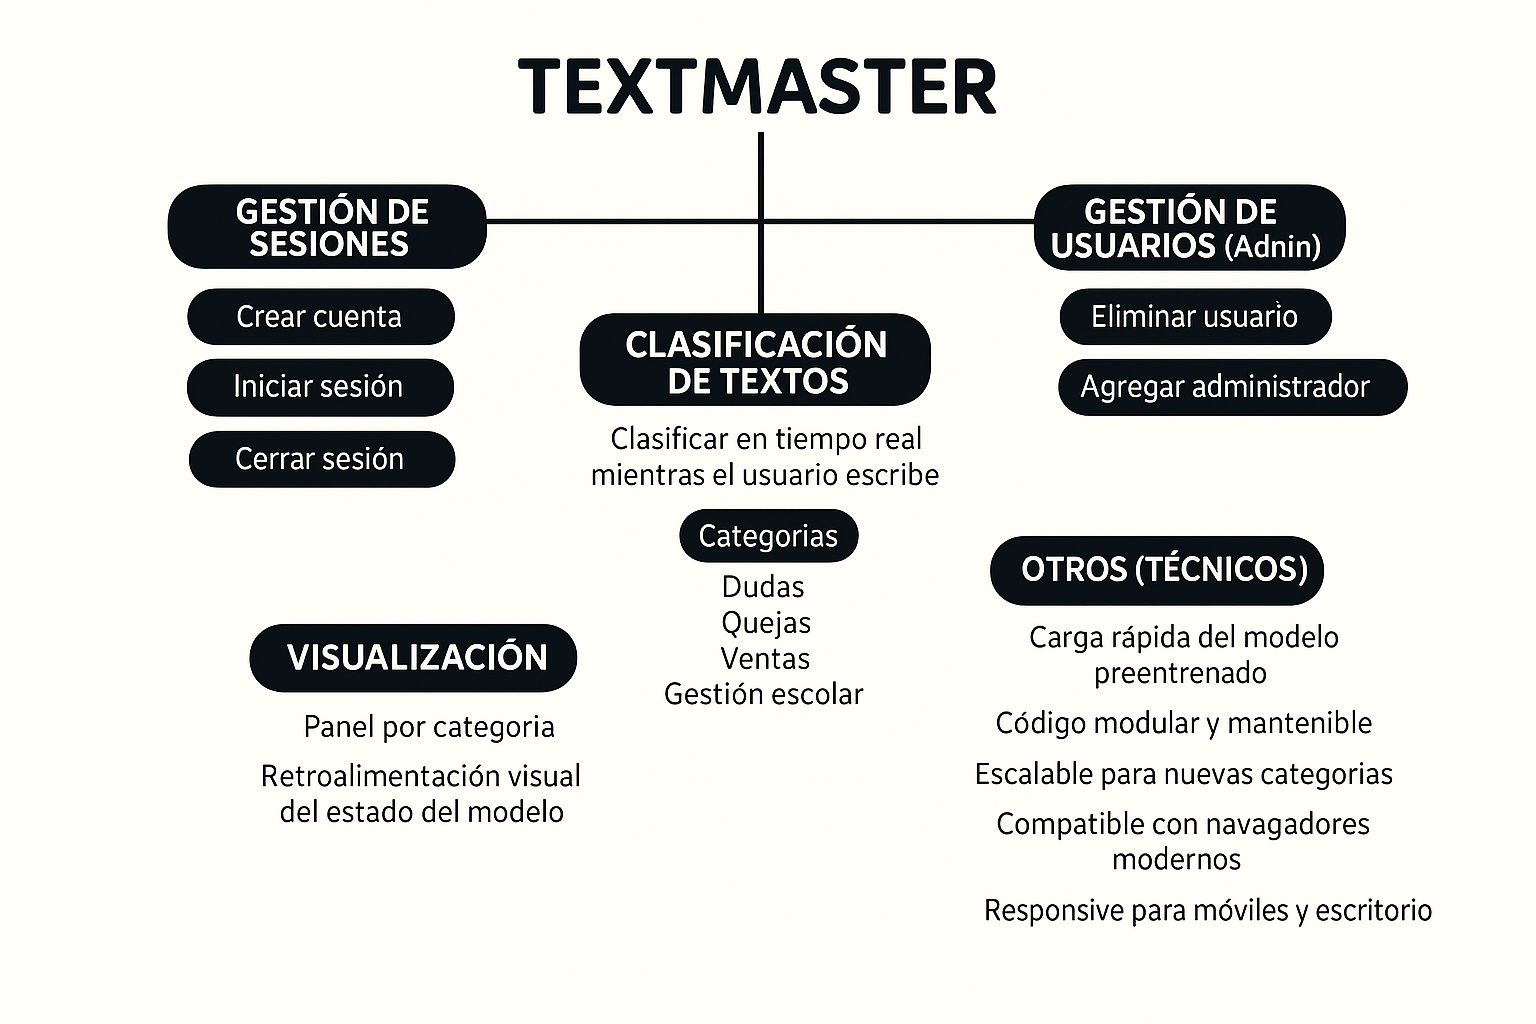 TEXTMASTER
GESTIÓN DE
SESIONES
Crear cuenta
Iniciar sesión
Cerrar sesión
CLASIFICACIÓN
DE TEXTOS
Clasificar en tiempo real
mientras el usuario escribe
Categorias
Dudas
Quejas
Ventas
Gestión escolar
GESTIÓN DE
USUARIOS (Adnin)
Eliminar usuario
Agregar administrador
VISUALIZACIÓN
Panel por categoria
Retroalimentación visual
del estado del modelo
OTROS (TÉCNICOS)
Carga rápida del modelo
preentrenado
Código modular y mantenible
Escalable para nuevas categorias
Compatible con navagadores
modernos
Responsive para móviles y escritorio